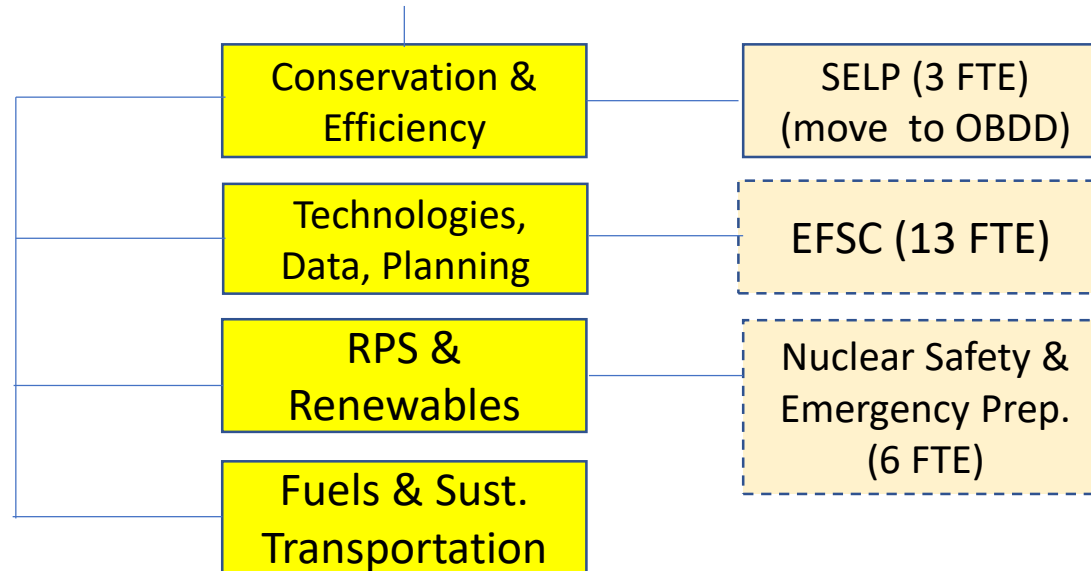 Conservation &
Efficiency
SELP (3 FTE)
(move to OBDD)
Technologies,
Data, Planning
EFSC (13 FTE)
RPS &
Renewables
Nuclear Safety &
Emergency Prep.
(6 FTE)
Fuels & Sust.
Transportation